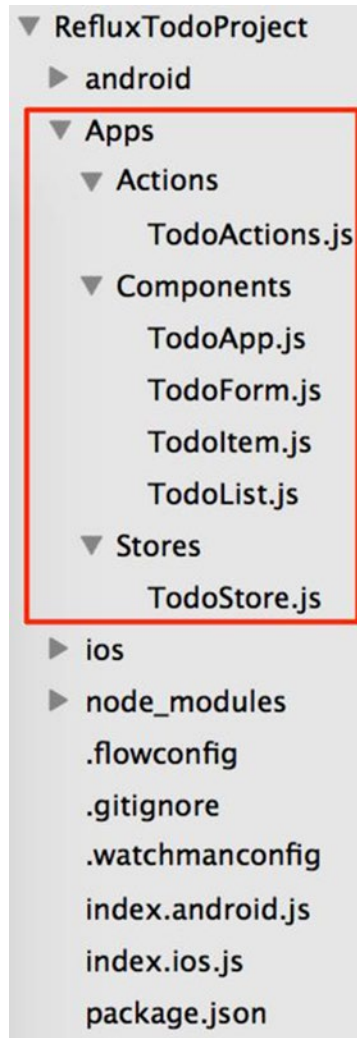 RefluxTodoProject
android
Apps
Actions
TodoActions.js
Components
TodoApp.js
TodoForm.js
TodoItem.js
TodoList.js
Stores
TodoStore.js
ios
node_modules
.flowconfig
.gitignore
.watchmanconfig
index.android.js
index.ios.js
package.json